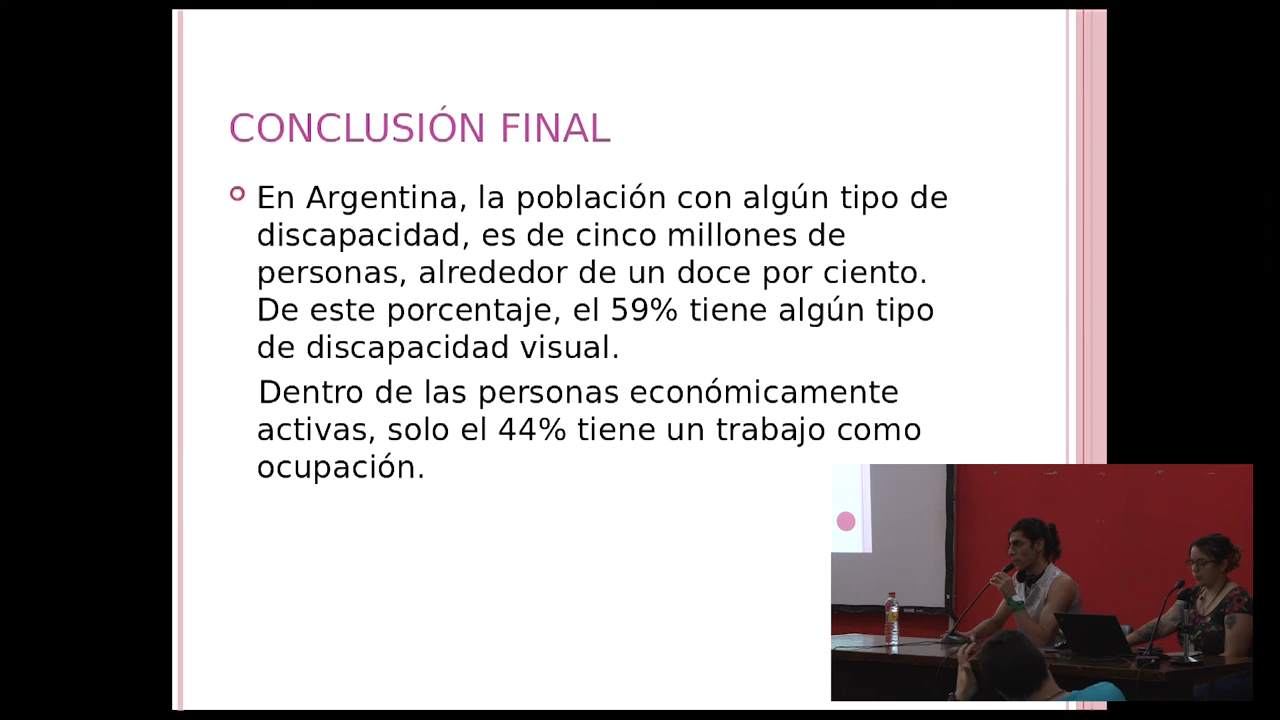 CONCLUSIÓN FINAL
En Argentina, la población con algún tipo de
discapacidad, es de cinco millones de
personas, alrededor de un doce por ciento.
De este porcentaje, el 59% tiene algún tipo
de discapacidad visual.
Dentro de las personas económicamente
activas, solo el 44% tiene un trabajo como
ocupación.